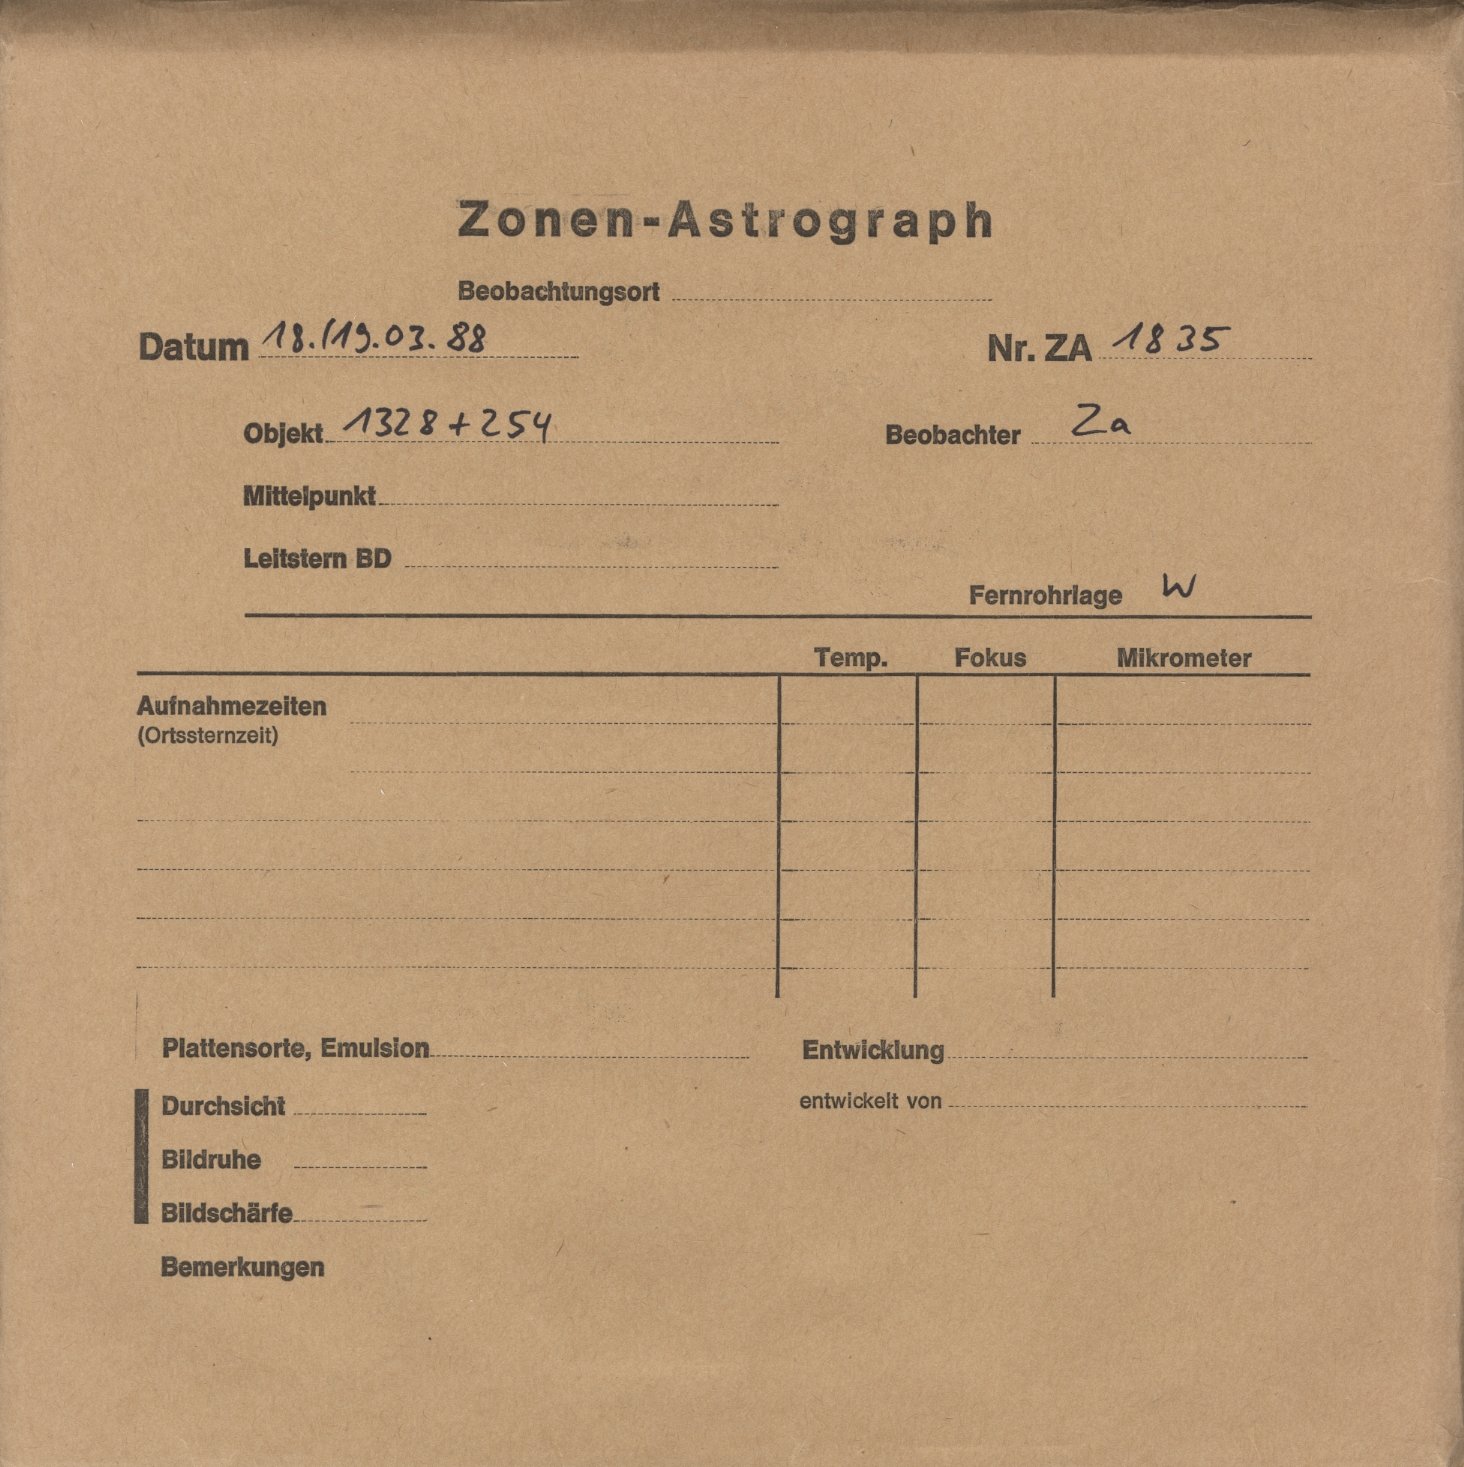 Zonen-Astrograph
Beobachtungsort
Datum 18./19.03.88
Nr. ZA 1835
Objekt 1328+254
Beobachter Za
Mittelpunkt
Leitstern BD
Fernrohrlage W
Temp. Fokus Mikrometer
Aufnahmezeiten
(Ortssternzeit)
Plattensorte, Emulsion
Entwicklung
Durchsicht
entwickelt von
Bildruhe
Bildschärfe
Bemerkungen